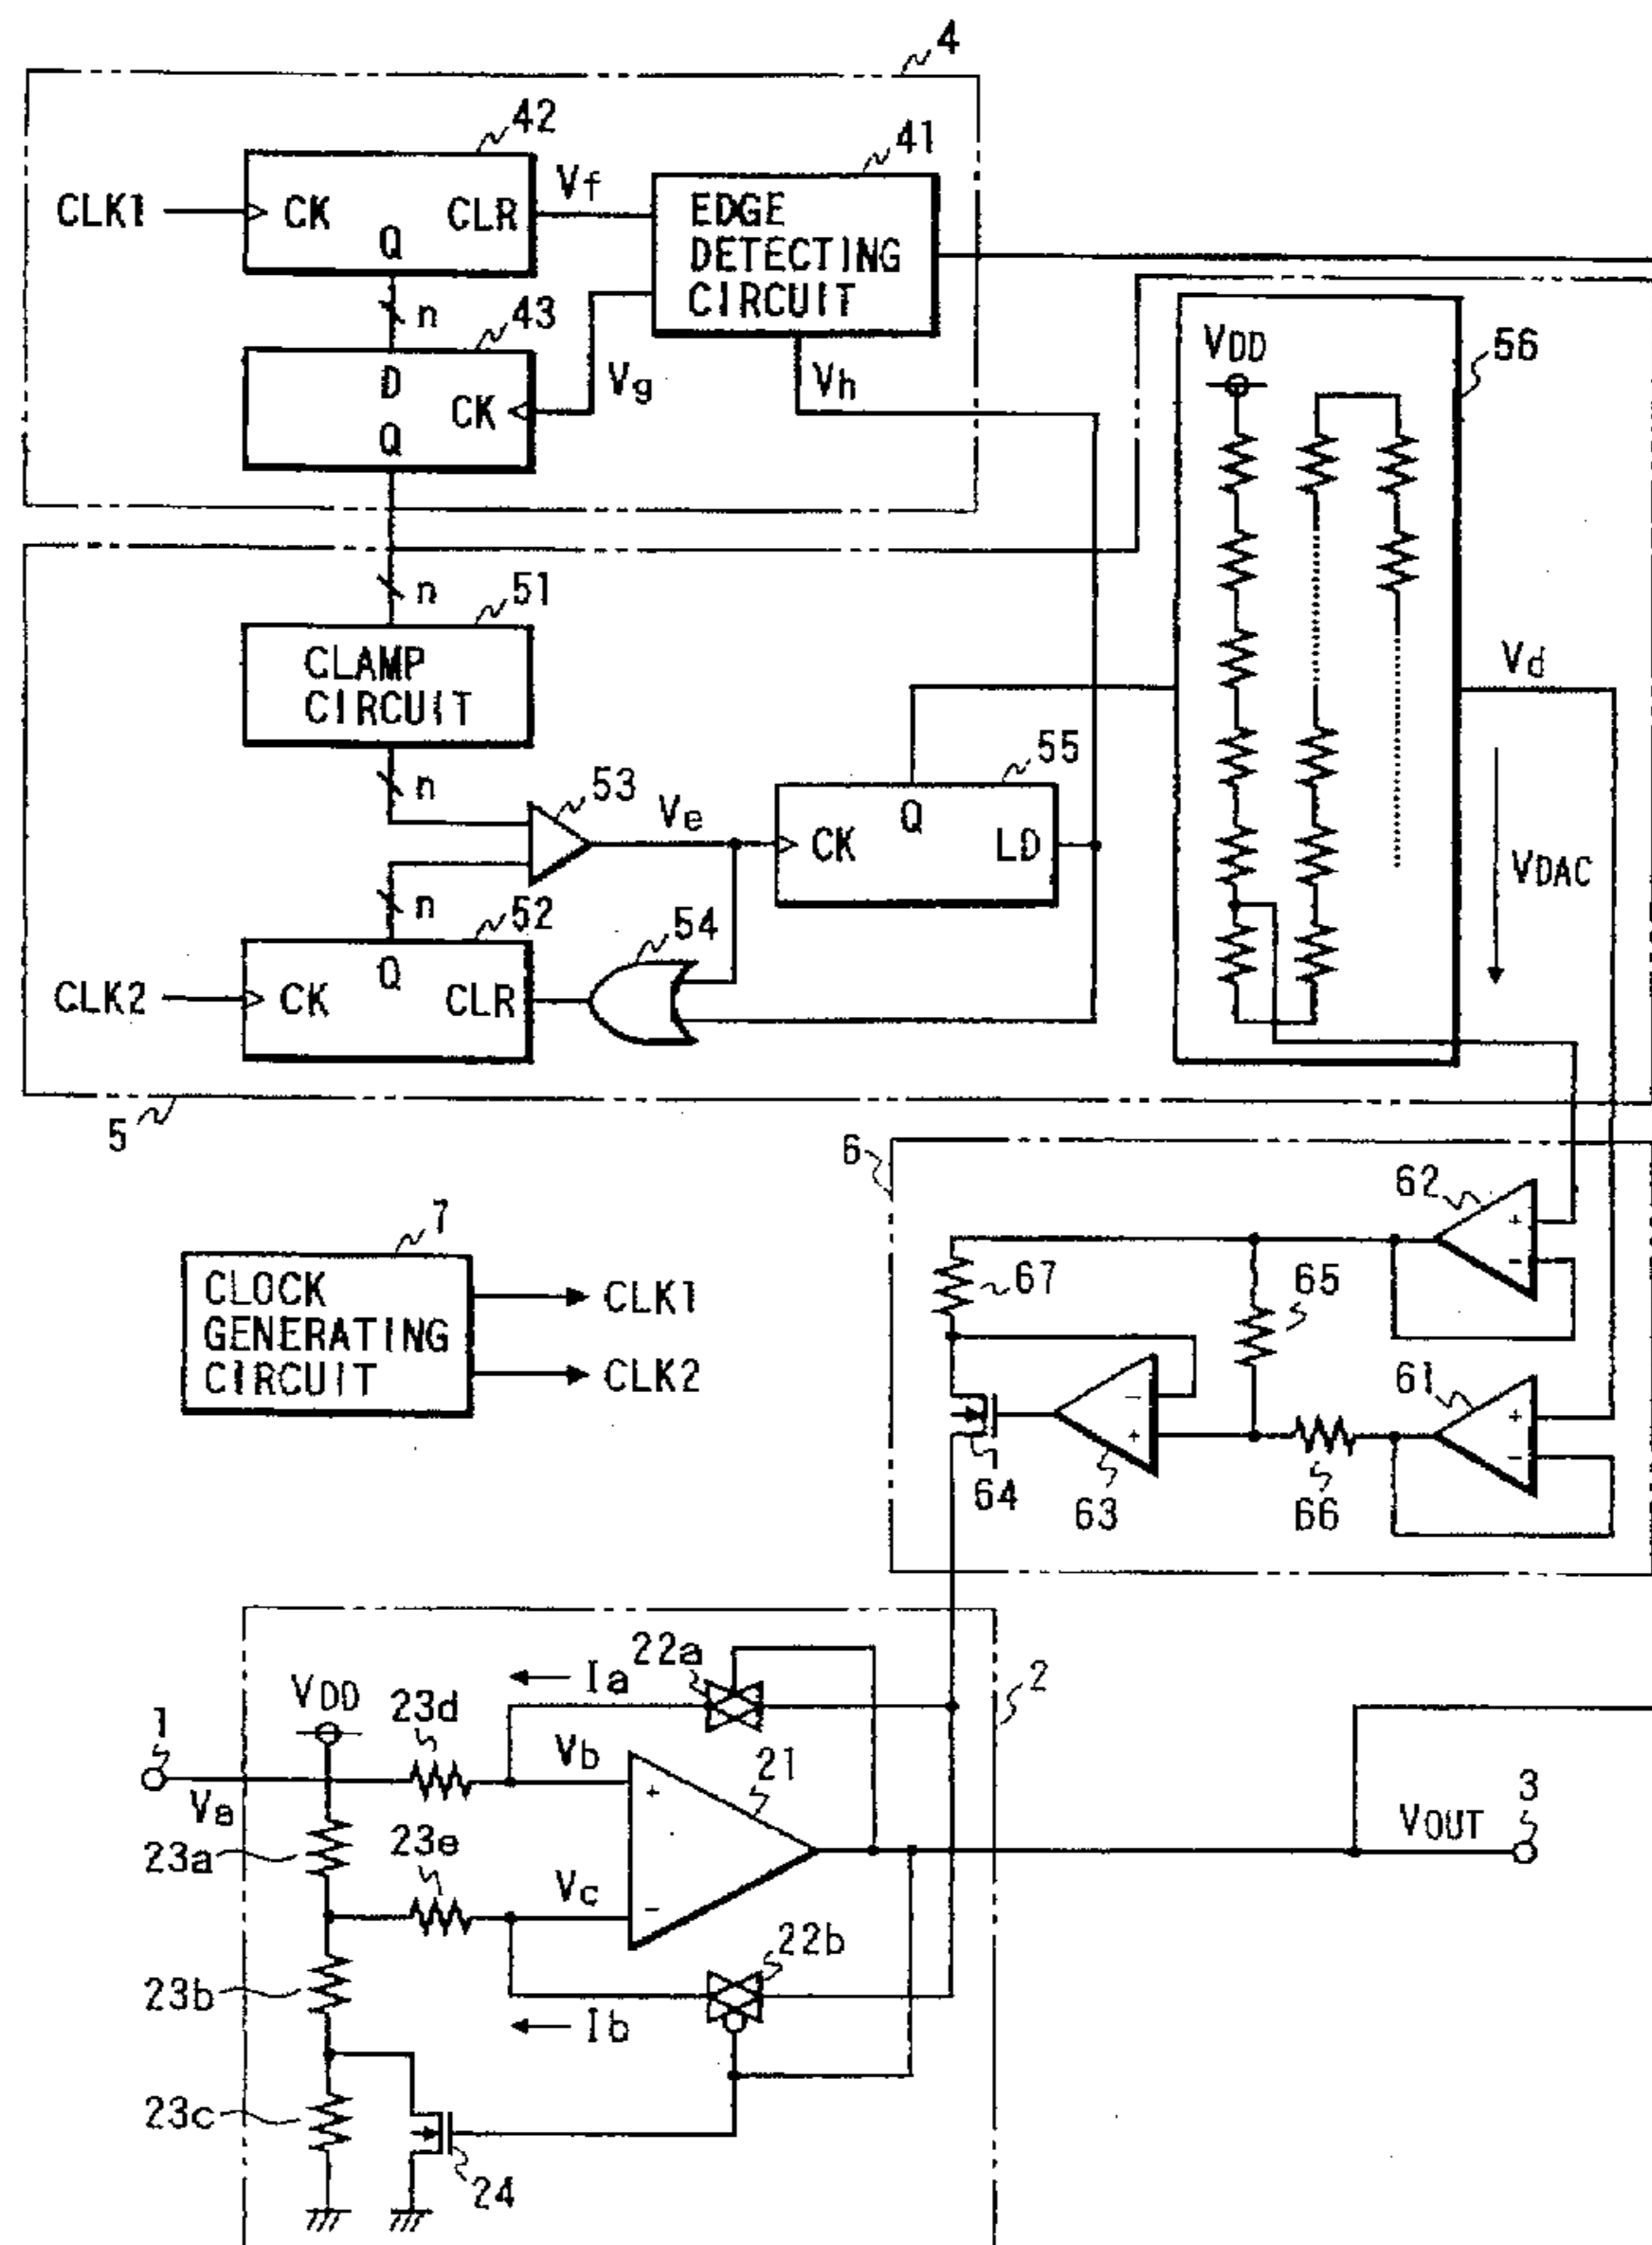 4
42
41
CLK1
CK
CLR
Q
Vf
EDGE
DETECTING
CIRCUIT
n
43
D
CK
Q
Vg
Vh
VDD
56
n
51
CLAMP
CIRCUIT
n
53
Ve
55
Q
CK
LD
Vd
VDAC
n
52
54
CLK2
CK
Q
CLR
5
6
62
+
-
7
CLOCK
GENERATING
CIRCUIT
CLK1
CLK2
67
65
61
+
-
-
+
64
63
66
22a
Ia
2
VDD
23d
1
Va
Vb
21
+
3
23a
23e
VOUT
Vc
-
22b
23b
Ib
23c
24